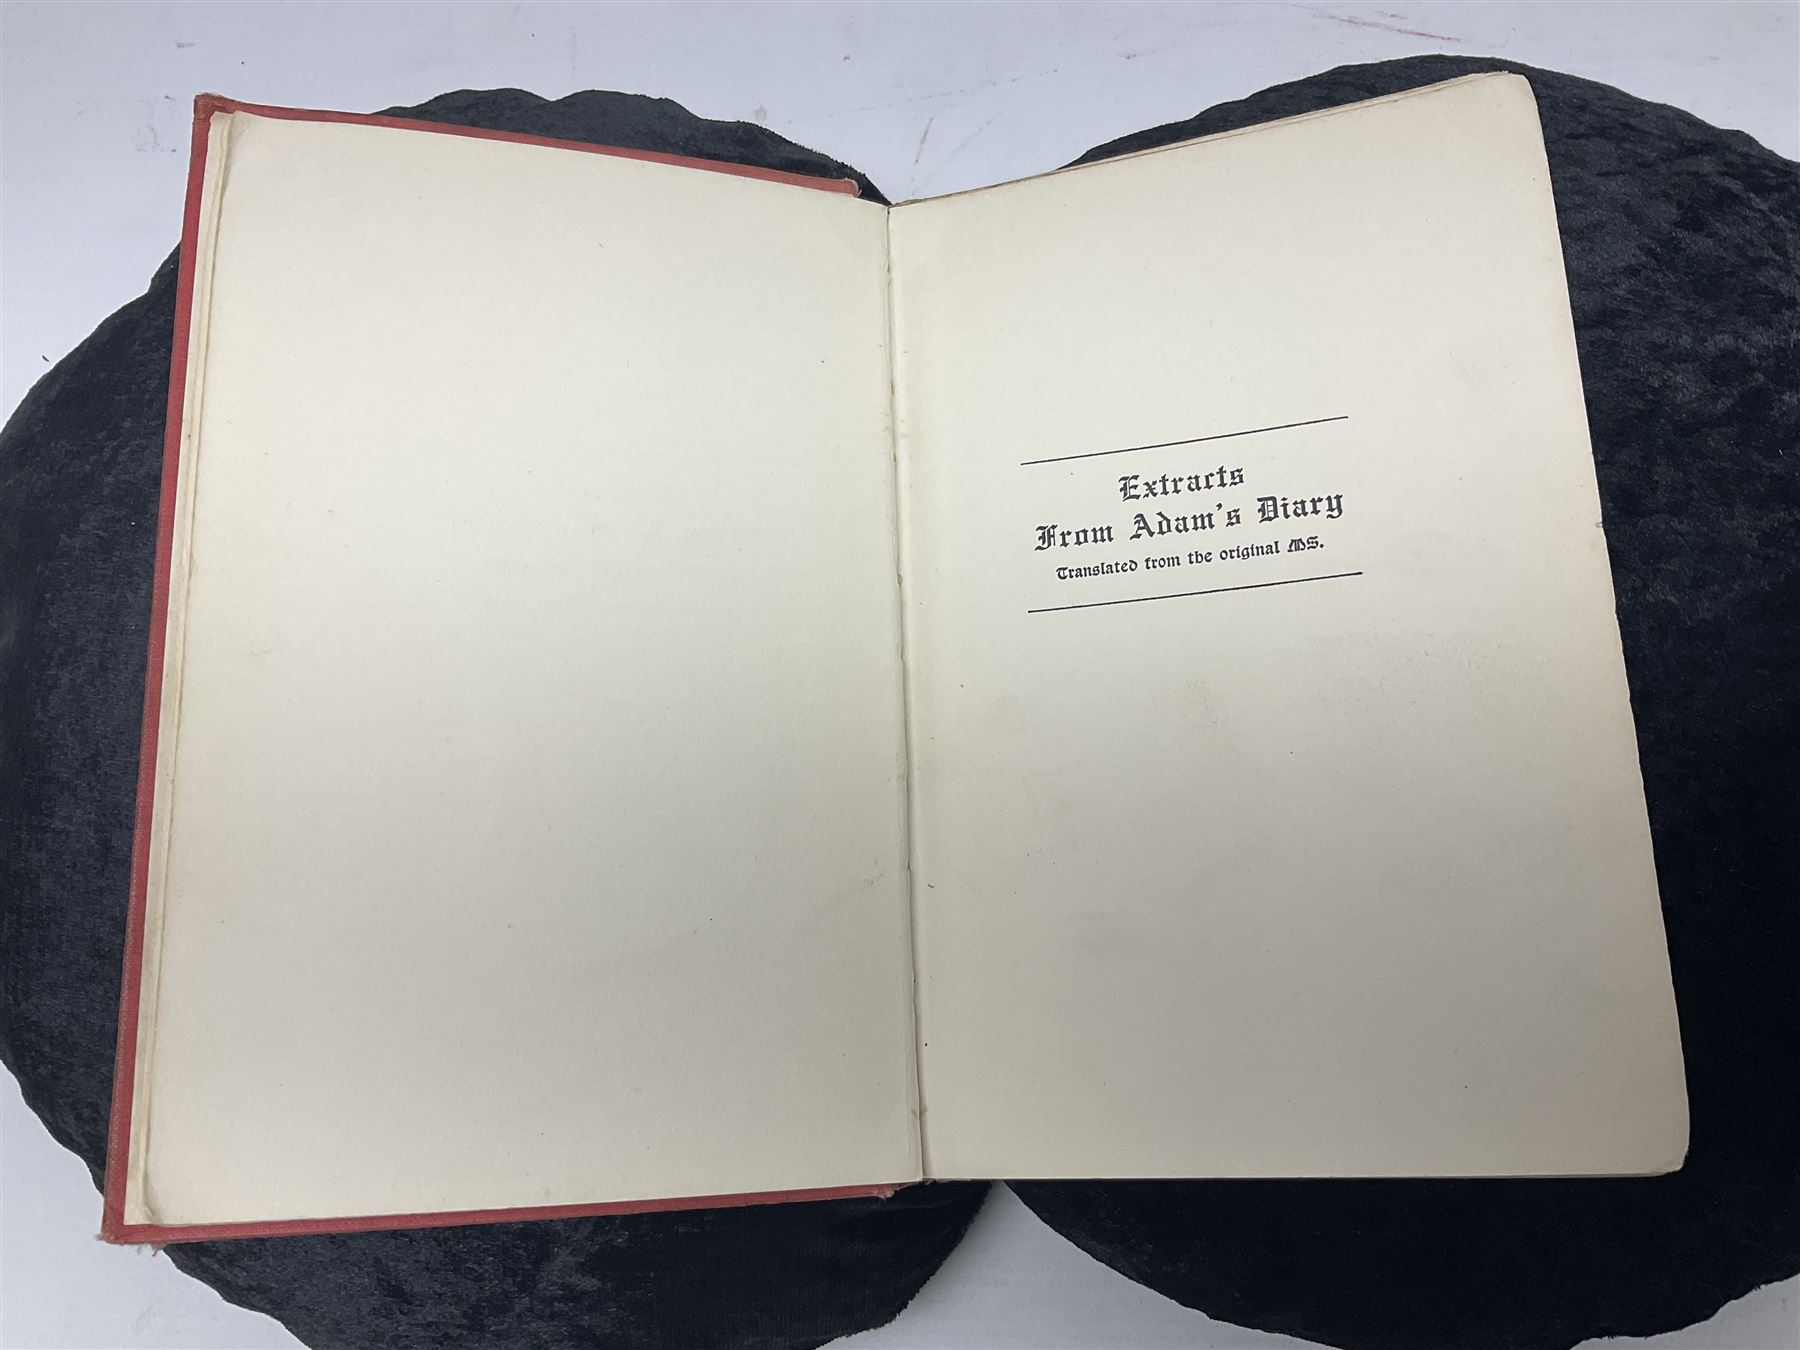 Extracts
From Adam's Diary
Translated from the original MS.